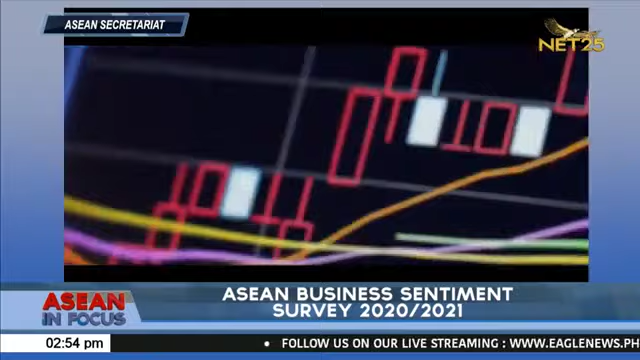 ASEAN SECRETARIAT
NET25
ASEAN BUSINESS SENTIMENT
SURVEY 2020/2021
ASEAN
IN FOCUS
02:54 pm
• FOLLOW US ON OUR LIVE STREAMING : WWW.EAGLENEWS.PH